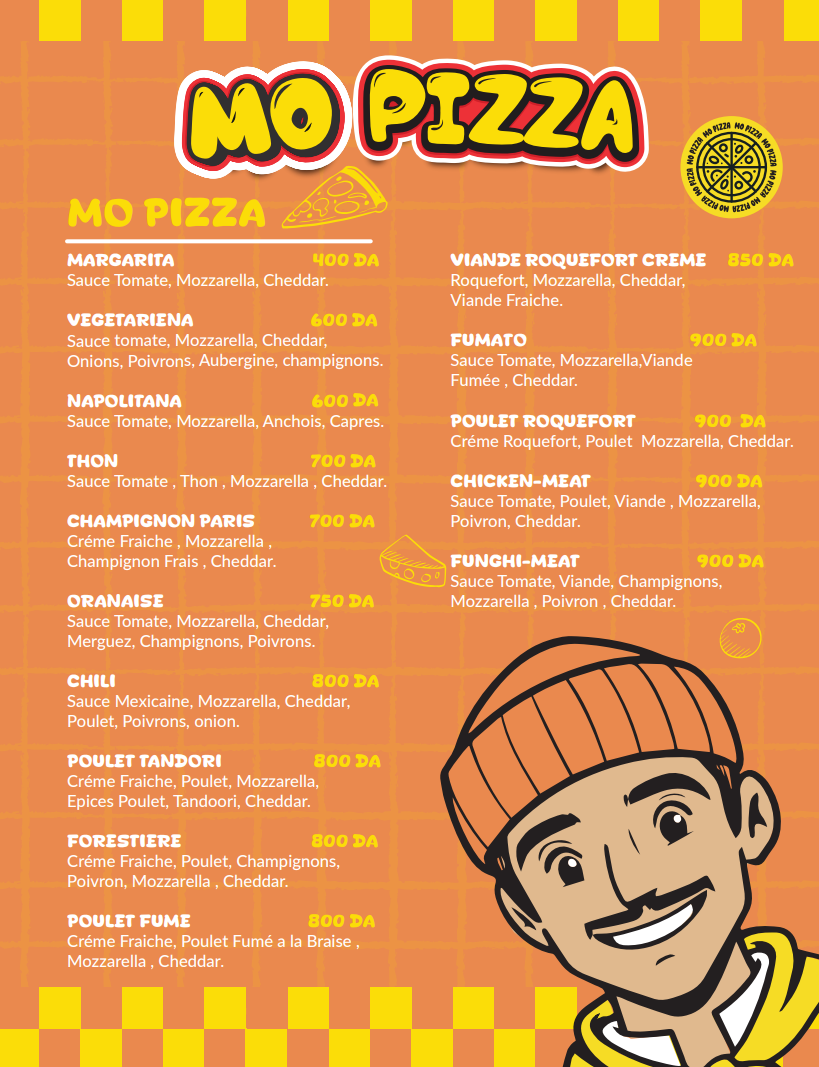 MO PIZZA
MO PIZZA MO PIZZA MO PIZZA MO PIZZA MO PIZZA MO PIZZA MO PIZZA
MO PIZZA
MARGARITA 400 DA
Sauce Tomate, Mozzarella, Cheddar.
VEGETARIENA 600 DA
Sauce tomate, Mozzarella, Cheddar,
Onions, Poivrons, Aubergine, champignons.
NAPOLITANA 600 DA
Sauce Tomate, Mozzarella, Anchois, Capres.
THON 700 DA
Sauce Tomate , Thon , Mozzarella , Cheddar.
CHAMPIGNON PARIS 700 DA
Créme Fraiche , Mozzarella ,
Champignon Frais , Cheddar.
ORANAISE 750 DA
Sauce Tomate, Mozzarella, Cheddar,
Merguez, Champignons, Poivrons.
CHILI 800 DA
Sauce Mexicaine, Mozzarella, Cheddar,
Poulet, Poivrons, onion.
POULET TANDORI 800 DA
Créme Fraiche, Poulet, Mozzarella,
Epices Poulet, Tandoori, Cheddar.
FORESTIERE 800 DA
Créme Fraiche, Poulet, Champignons,
Poivron, Mozzarella , Cheddar.
POULET FUME 800 DA
Créme Fraiche, Poulet Fumé a la Braise ,
Mozzarella , Cheddar.
VIANDE ROQUEFORT CREME 850 DA
Roquefort, Mozzarella, Cheddar,
Viande Fraiche.
FUMATO 900 DA
Sauce Tomate, Mozzarella,Viande
Fumée , Cheddar.
POULET ROQUEFORT 900 DA
Créme Roquefort, Poulet  Mozzarella, Cheddar.
CHICKEN-MEAT 900 DA
Sauce Tomate, Poulet, Viande , Mozzarella,
Poivron, Cheddar.
FUNGHI-MEAT 900 DA
Sauce Tomate, Viande, Champignons,
Mozzarella , Poivron , Cheddar.